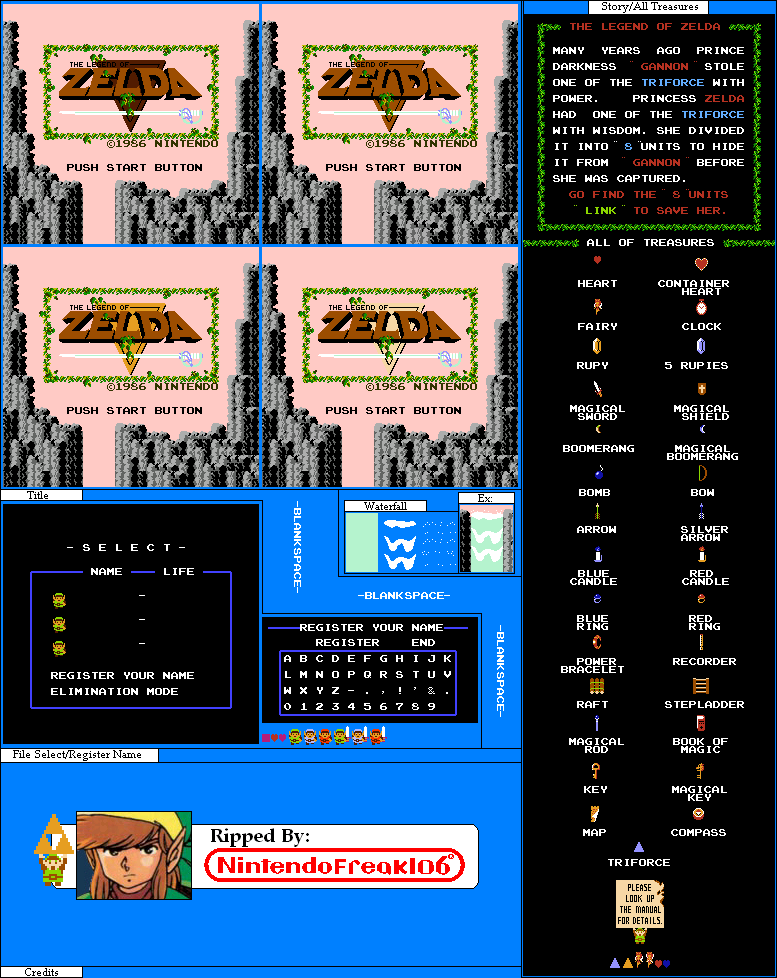 THE LEGEND OF
ZELDA
©1986 NINTENDO
PUSH START BUTTON
THE LEGEND OF
ZELDA
©1986 NINTENDO
PUSH START BUTTON
THE LEGEND OF
ZELDA
©1986 NINTENDO
PUSH START BUTTON
THE LEGEND OF
ZELDA
©1986 NINTENDO
PUSH START BUTTON
Title
- S E L E C T -
NAME LIFE
-
-
-
REGISTER YOUR NAME
ELIMINATION MODE
File Select/Register Name
-BLANKSPACE-
Waterfall
Ex:
-BLANKSPACE-
REGISTER YOUR NAME
REGISTER END
A B C D E F G H I J K
L M N O P Q R S T U V
W X Y Z - . , ! ' & .
0 1 2 3 4 5 6 7 8 9
-BLANKSPACE-
Ripped By:
NintendoFreak106
Credits
Story/All Treasures
THE LEGEND OF ZELDA
MANY YEARS AGO PRINCE
DARKNESS "GANNON" STOLE
ONE OF THE TRIFORCE WITH
POWER. PRINCESS ZELDA
HAD ONE OF THE TRIFORCE
WITH WISDOM. SHE DIVIDED
IT INTO "8"UNITS TO HIDE
IT FROM "GANNON" BEFORE
SHE WAS CAPTURED.
GO FIND THE "8"UNITS
"LINK" TO SAVE HER.
ALL OF TREASURES
HEART
CONTAINER
HEART
FAIRY
CLOCK
RUPY
5 RUPIES
MAGICAL
SWORD
MAGICAL
SHIELD
BOOMERANG
MAGICAL
BOOMERANG
BOMB
BOW
ARROW
SILVER
ARROW
BLUE
CANDLE
RED
CANDLE
BLUE
RING
RED
RING
POWER
BRACELET
RECORDER
RAFT
STEPLADDER
MAGICAL
ROD
BOOK OF
MAGIC
KEY
MAGICAL
KEY
MAP
COMPASS
TRIFORCE
PLEASE
LOOK UP
THE MANUAL
FOR DETAILS.